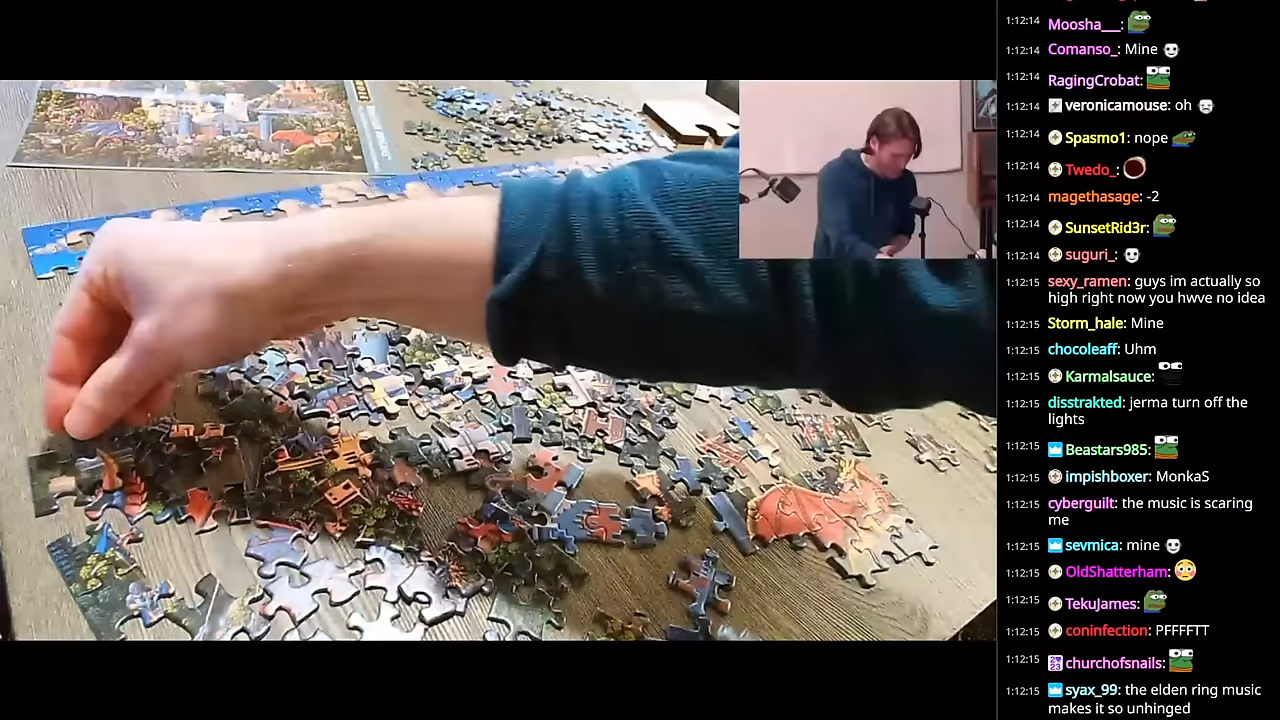 1:12:14 Moosha___:
1:12:14 Comanso_: Mine
1:12:14 RagingCrobat:
1:12:14 veronicamouse: oh
1:12:14 Spasmo1: nope
1:12:14 Twedo_:
1:12:14 magethasage: -2
1:12:14 SunsetRid3r:
1:12:14 suguri_:
1:12:15 sexy_ramen: guys im actually so
high right now you hwve no idea
1:12:15 Storm_hale: Mine
1:12:15 chocoleaff: Uhm
1:12:15 Karmalsauce:
1:12:15 disstrakted: jerma turn off the
lights
1:12:15 Beastars985:
1:12:15 impishboxer: MonkaS
1:12:15 cyberguilt: the music is scaring
me
1:12:15 sevmica: mine
1:12:15 OldShatterham:
1:12:15 TekuJames:
1:12:15 coninfection: PFFFFTT
1:12:15 churchofsnails:
1:12:15 syax_99: the elden ring music
makes it so unhinged